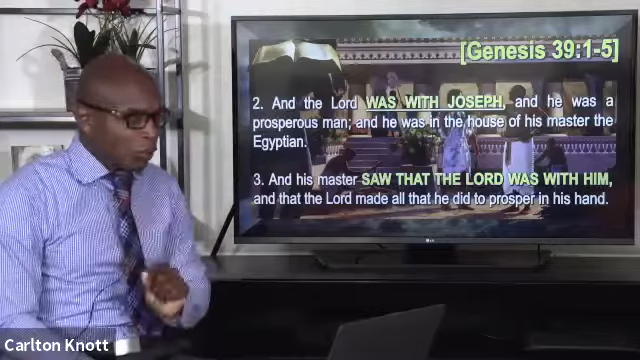 [Genesis 39:1-5]
2. And the Lord WAS WITH JOSEPH, and he was a
prosperous man; and he was in the house of his master the
Egyptian.
3. And his master SAW THAT THE LORD WAS WITH HIM,
and that the Lord made all that he did to prosper in his hand.
LG
Carlton Knott